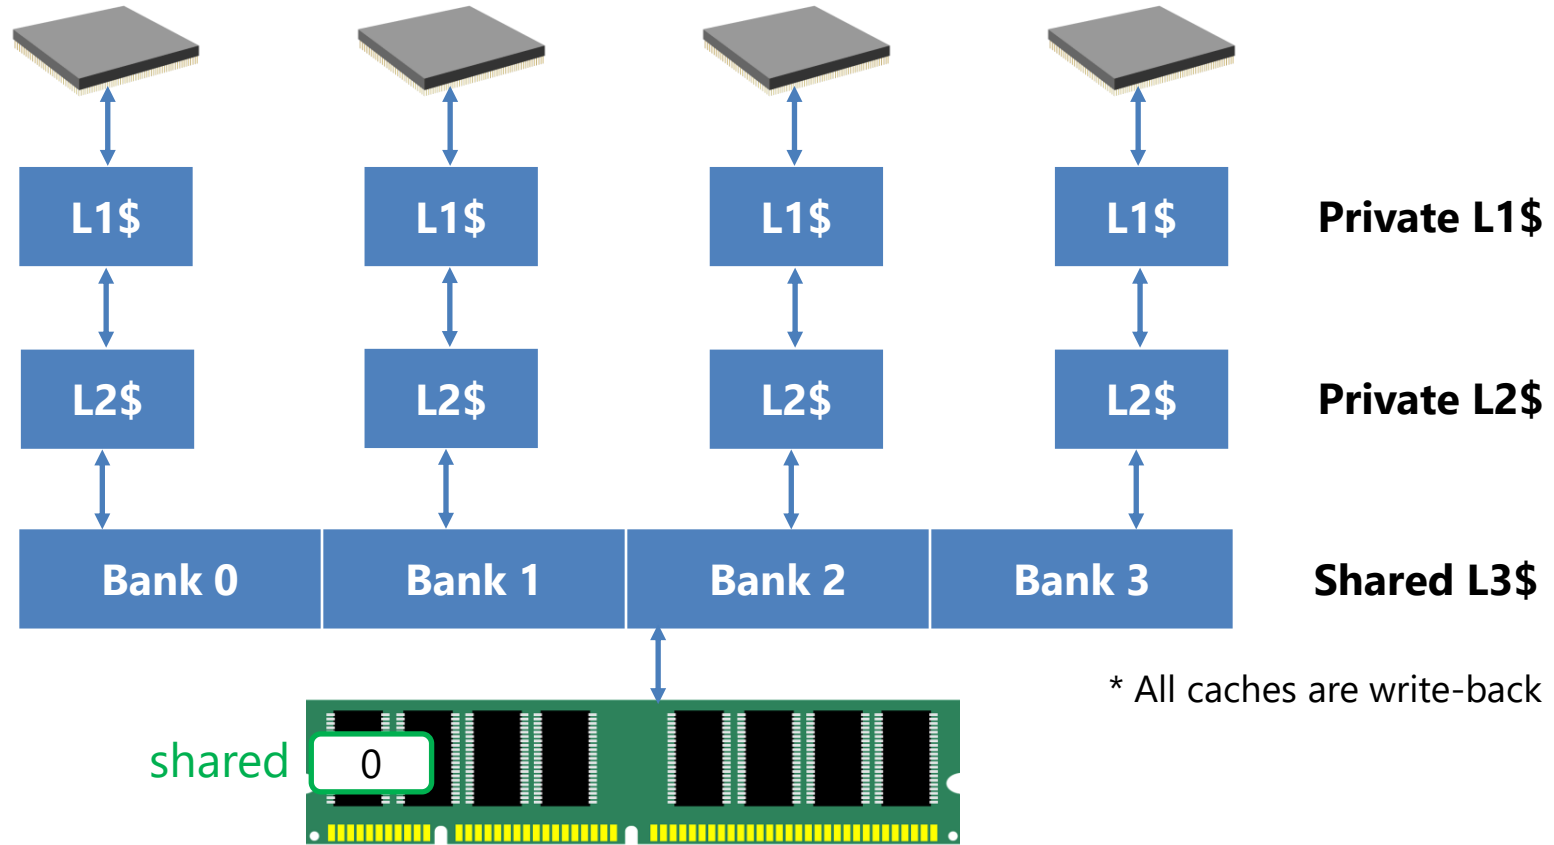 L1$ L1$ L1$ L1$ Private L1$
L2$ L2$ L2$ L2$ Private L2$
Bank 0 Bank 1 Bank 2 Bank 3 Shared L3$
* All caches are write-back
shared 0